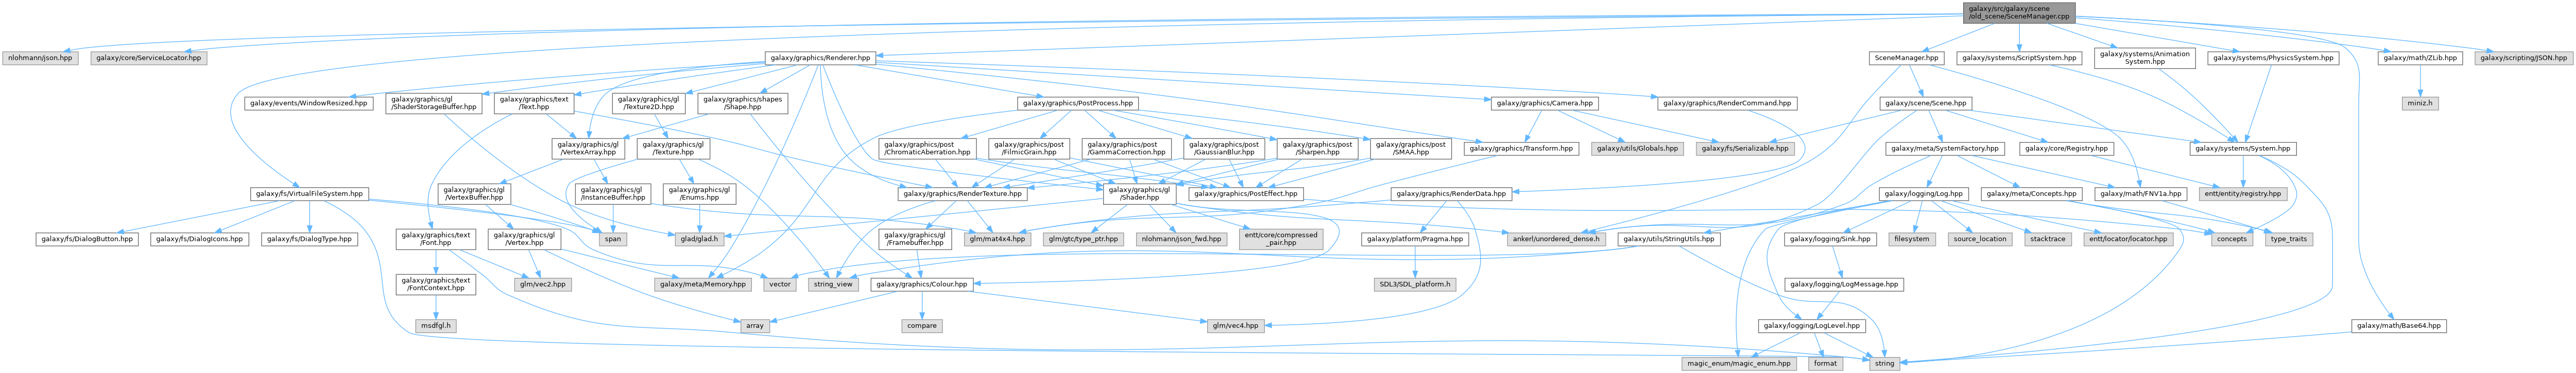 galaxy/src/galaxy/scene
/old_scene/SceneManager.cpp
nlohmann/json.hpp
galaxy/core/ServiceLocator.hpp
galaxy/graphics/Renderer.hpp
SceneManager.hpp
galaxy/systems/ScriptSystem.hpp
galaxy/systems/Animation
System.hpp
galaxy/systems/PhysicsSystem.hpp
galaxy/math/ZLib.hpp
galaxy/scripting/JSON.hpp
galaxy/events/WindowResized.hpp
galaxy/graphics/gl
/ShaderStorageBuffer.hpp
galaxy/graphics/text
/Text.hpp
galaxy/graphics/gl
/Texture2D.hpp
galaxy/graphics/shapes
/Shape.hpp
galaxy/graphics/PostProcess.hpp
galaxy/graphics/Camera.hpp
galaxy/graphics/RenderCommand.hpp
galaxy/scene/Scene.hpp
miniz.h
galaxy/graphics/gl
/VertexArray.hpp
galaxy/graphics/gl
/Texture.hpp
galaxy/graphics/post
/ChromaticAberration.hpp
galaxy/graphics/post
/FilmicGrain.hpp
galaxy/graphics/post
/GammaCorrection.hpp
galaxy/graphics/post
/GaussianBlur.hpp
galaxy/graphics/post
/Sharpen.hpp
galaxy/graphics/post
/SMAA.hpp
galaxy/graphics/Transform.hpp
galaxy/utils/Globals.hpp
galaxy/fs/Serializable.hpp
galaxy/meta/SystemFactory.hpp
galaxy/core/Registry.hpp
galaxy/systems/System.hpp
galaxy/fs/VirtualFileSystem.hpp
galaxy/graphics/gl
/VertexBuffer.hpp
galaxy/graphics/gl
/InstanceBuffer.hpp
galaxy/graphics/gl
/Enums.hpp
galaxy/graphics/RenderTexture.hpp
galaxy/graphics/gl
/Shader.hpp
galaxy/graphics/PostEffect.hpp
galaxy/graphics/RenderData.hpp
galaxy/logging/Log.hpp
galaxy/meta/Concepts.hpp
galaxy/math/FNV1a.hpp
entt/entity/registry.hpp
galaxy/fs/DialogButton.hpp
galaxy/fs/DialogIcons.hpp
galaxy/fs/DialogType.hpp
galaxy/graphics/text
/Font.hpp
galaxy/graphics/gl
/Vertex.hpp
span
glad/glad.h
galaxy/graphics/gl
/Framebuffer.hpp
glm/mat4x4.hpp
glm/gtc/type_ptr.hpp
nlohmann/json_fwd.hpp
entt/core/compressed
_pair.hpp
galaxy/platform/Pragma.hpp
ankerl/unordered_dense.h
galaxy/utils/StringUtils.hpp
galaxy/logging/Sink.hpp
filesystem
source_location
stacktrace
entt/locator/locator.hpp
concepts
type_traits
galaxy/graphics/text
/FontContext.hpp
glm/vec2.hpp
galaxy/meta/Memory.hpp
vector
string_view
galaxy/graphics/Colour.hpp
SDL3/SDL_platform.h
galaxy/logging/LogMessage.hpp
msdfgl.h
array
compare
glm/vec4.hpp
galaxy/logging/LogLevel.hpp
galaxy/math/Base64.hpp
magic_enum/magic_enum.hpp
format
string